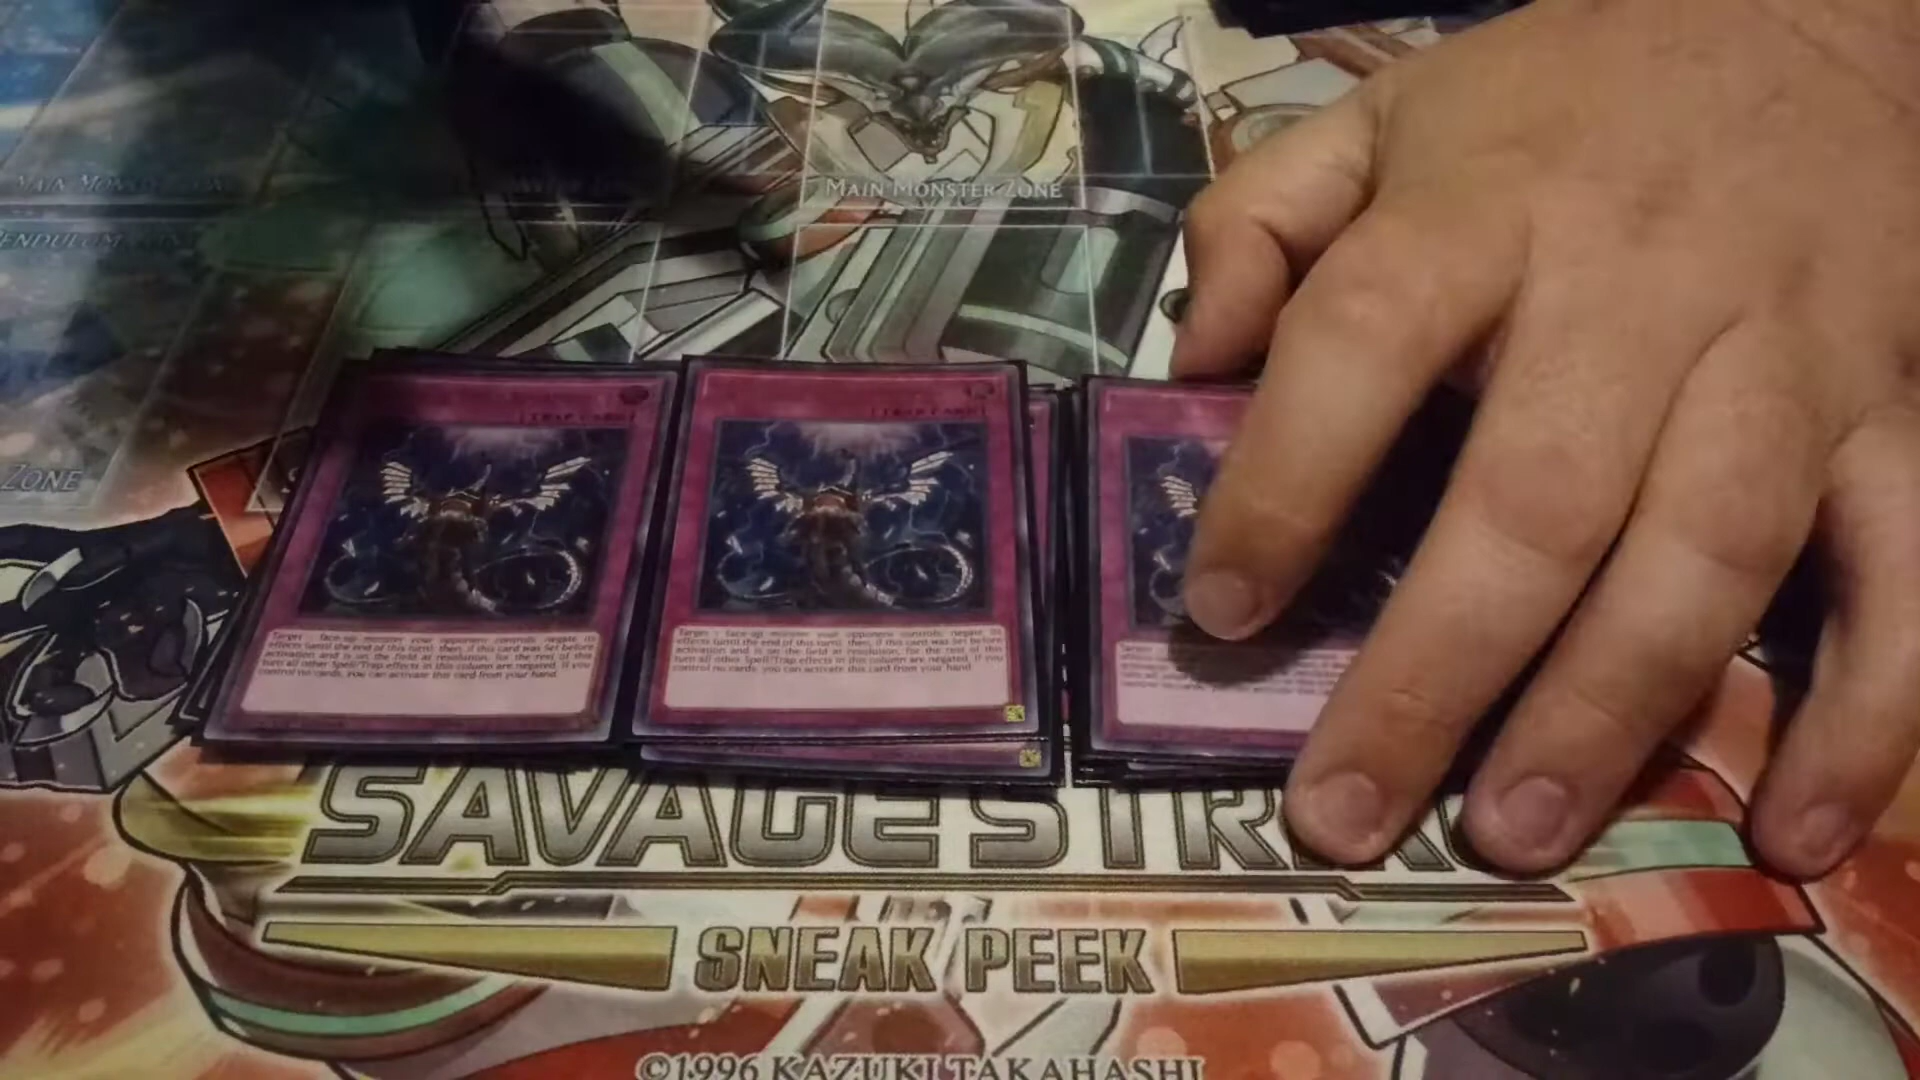 MAIN MONSTER ZONE
MAIN MONSTER ZONE
PENDULUM ZONE
ZONE
[TRAP CARD]
[TRAP CARD]
Target 1 face-up monster your opponent controls; negate its
effects (until the end of this turn), then, if this card was Set before
activation and is on the field at resolution, for the rest of this
turn all other Spell/Trap effects in this column are negated. If you
control no cards, you can activate this card from your hand.
Target 1 face-up monster your opponent controls; negate its
effects (until the end of this turn), then, if this card was Set before
activation and is on the field at resolution, for the rest of this
turn all other Spell/Trap effects in this column are negated. If you
control no cards, you can activate this card from your hand.
SAVAGE STRIKE
SNEAK PEEK
©1996 KAZUKI TAKAHASHI